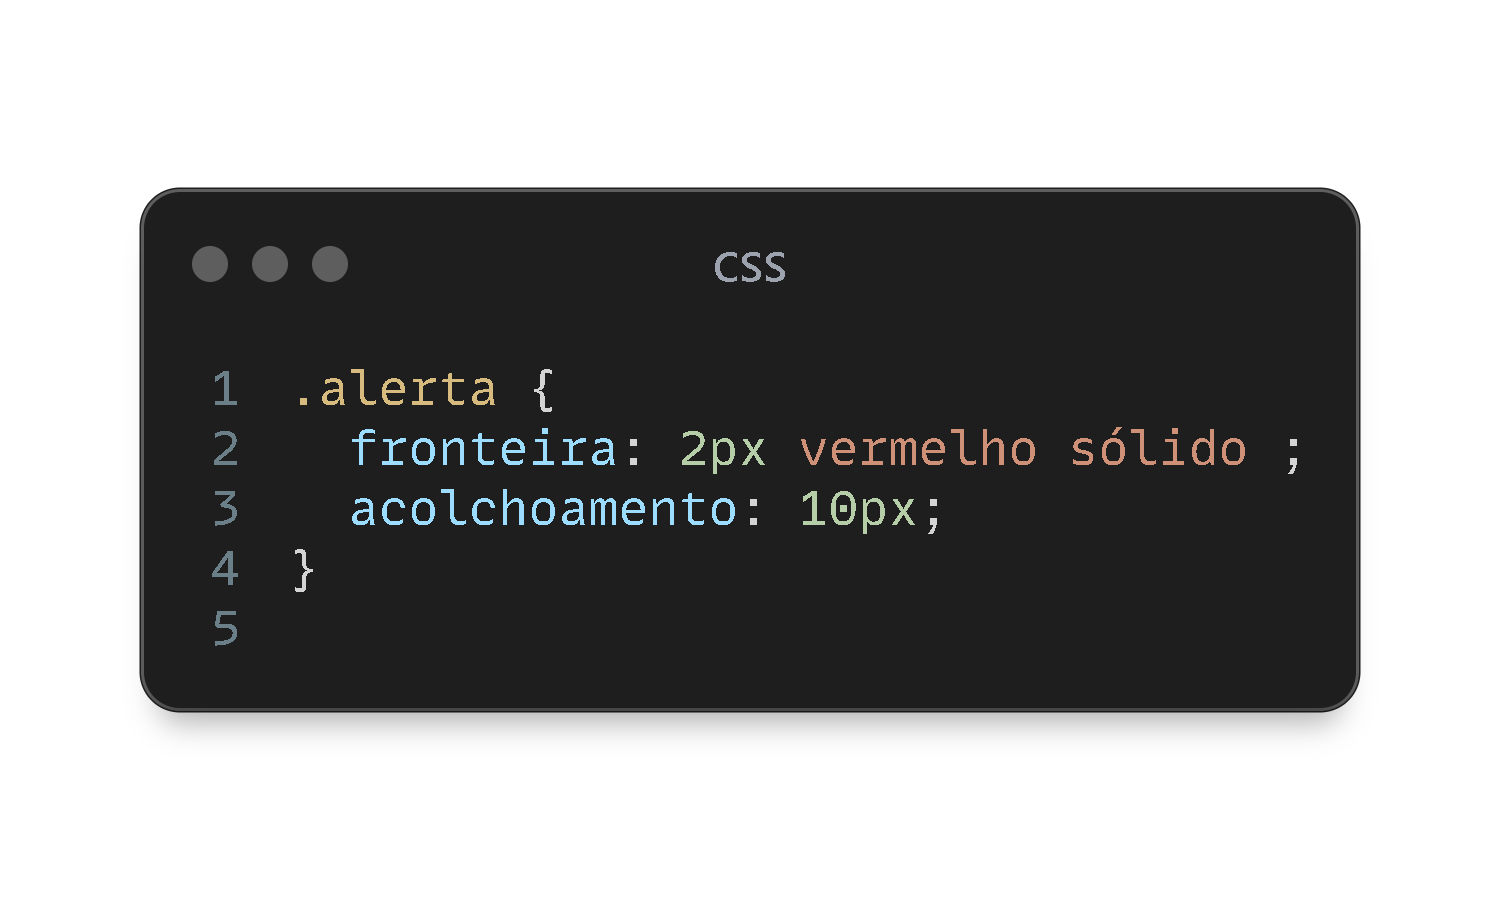 CSS
1 .alerta {
2 fronteira: 2px vermelho sólido ;
3 acolchoamento: 10px;
4 }
5